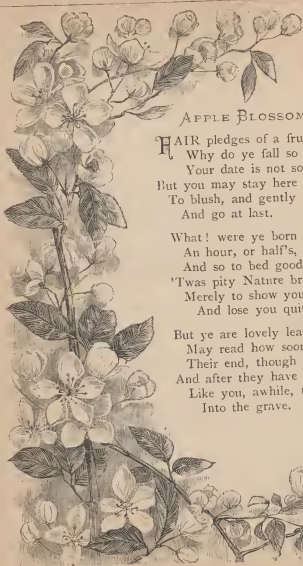 APPLE BLOSSOM
FAIR pledges of a fru
Why do ye fall so
Your date is not so
But you may stay here
To blush, and gently
And go at last.
What! were ye born
An hour, or half's,
And so to bed good
'Twas pity Nature br
Merely to show you
And lose you quit
But ye are lovely lea
May read how soon
Their end, though
And after they have
Like you, awhile,
Into the grave.